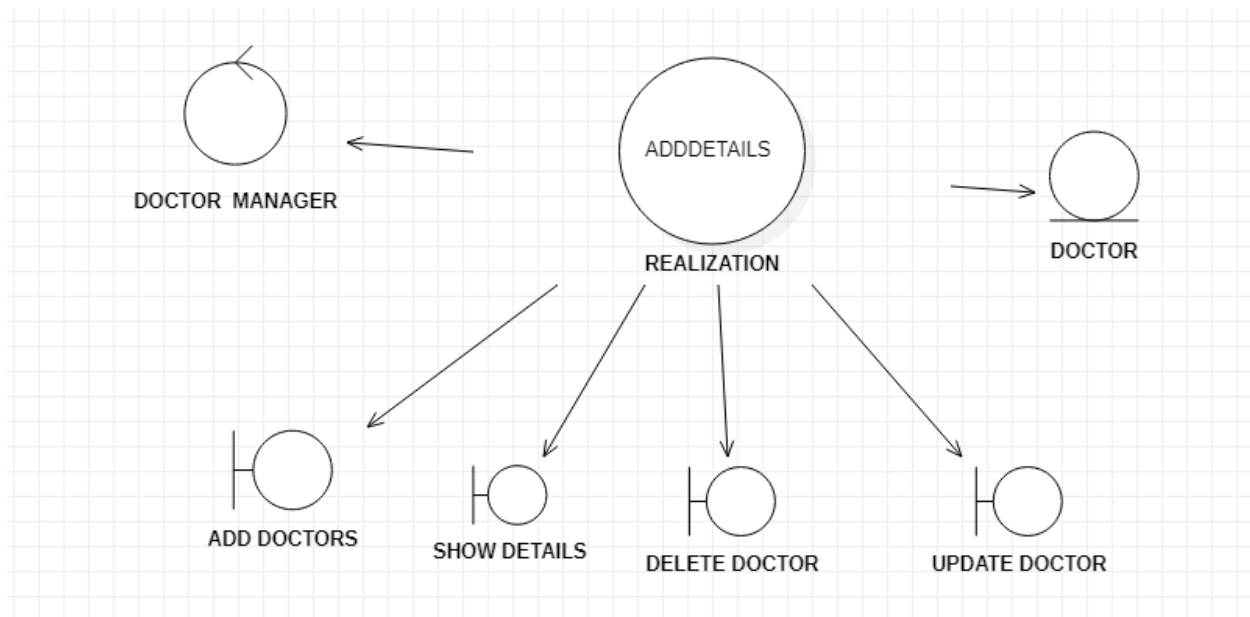 ADDDETAILS
DOCTOR MANAGER
DOCTOR
REALIZATION
ADD DOCTORS
SHOW DETAILS
DELETE DOCTOR
UPDATE DOCTOR